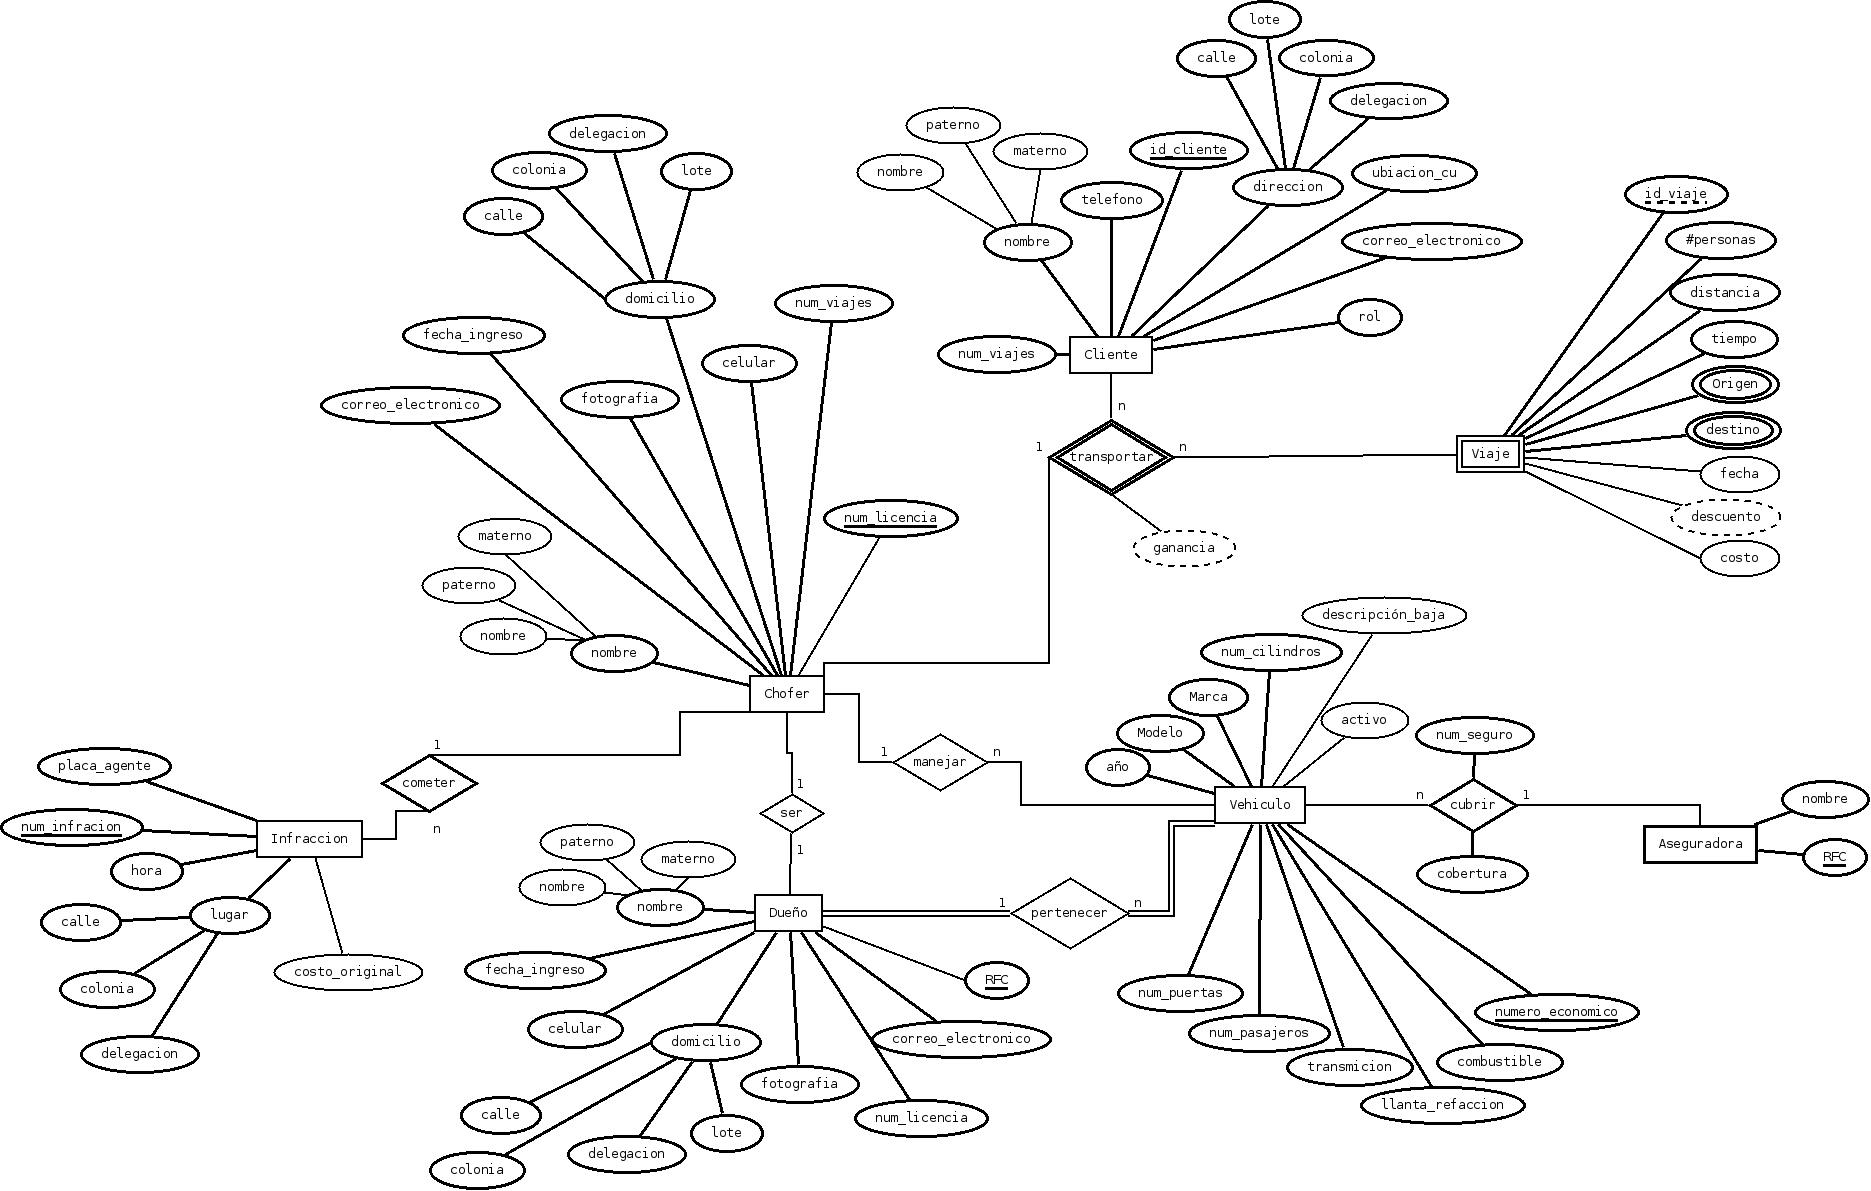 lote
calle
colonia
delegacion
paterno
materno
nombre
id_cliente
direccion
ubiacion_cu
telefono
nombre
correo_electronico
rol
num_viajes
Cliente
delegacion
colonia
lote
calle
domicilio
num_viajes
fecha_ingreso
celular
fotografia
correo_electronico
num_licencia
materno
paterno
nombre
nombre
Chofer
id_viaje
#personas
distancia
tiempo
Origen
destino
fecha
descuento
costo
Viaje
n
1
n
transportar
ganancia
descripción_baja
num_cilindros
Marca
activo
Modelo
año
Vehiculo
num_seguro
n
cubrir
1
cobertura
nombre
Aseguradora
RFC
1
manejar
n
1
cometer
n
placa_agente
num_infracion
Infraccion
hora
lugar
calle
colonia
delegacion
costo_original
1
ser
1
paterno
materno
nombre
nombre
Dueño
1
pertenecer
n
fecha_ingreso
RFC
celular
domicilio
correo_electronico
fotografia
num_licencia
calle
lote
delegacion
colonia
num_puertas
num_pasajeros
transmicion
llanta_refaccion
combustible
numero_economico